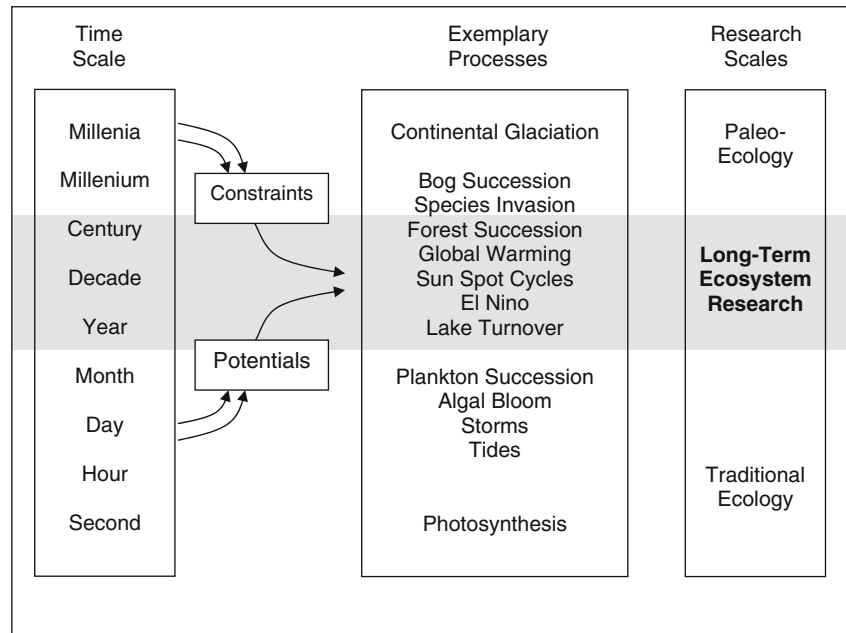 Time
Scale
Exemplary
Processes
Research
Scales
Millenia
Millenium
Century
Decade
Year
Month
Day
Hour
Second
Constraints
Potentials
Continental Glaciation
Bog Succession
Species Invasion
Forest Succession
Global Warming
Sun Spot Cycles
El Nino
Lake Turnover
Plankton Succession
Algal Bloom
Storms
Tides
Photosynthesis
Paleo-
Ecology
Long-Term
Ecosystem
Research
Traditional
Ecology